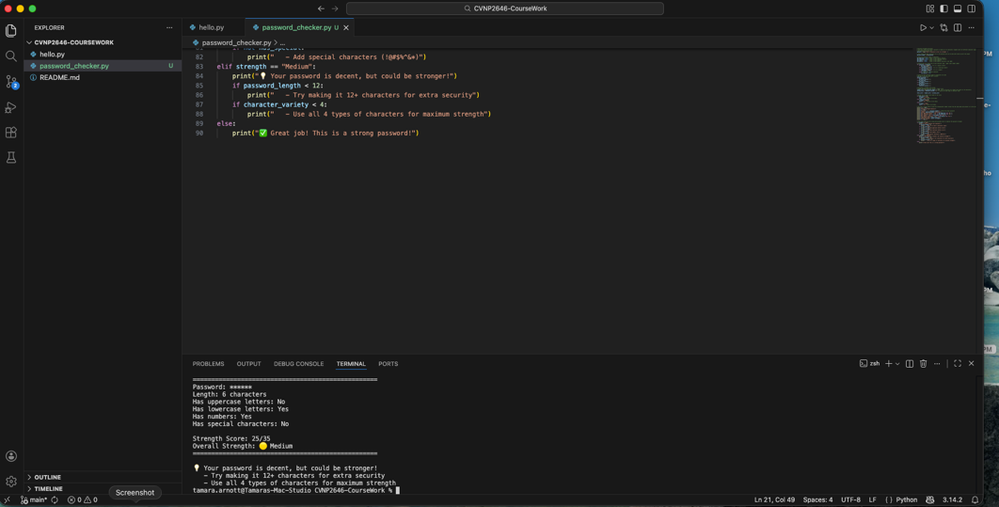 CVNP2646-CourseWork
EXPLORER
hello.py
password_checker.py U
CVNP2646-COURSEWORK
hello.py
password_checker.py U
README.md
2
password_checker.py > ...
82 print("   - Add special characters (!@#$%^&*)")
83 elif strength == "Medium":
84 print("💡 Your password is decent, but could be stronger!")
85 if password_length < 12:
86 print("   - Try making it 12+ characters for extra security")
87 if character_variety < 4:
88 print("   - Use all 4 types of characters for maximum strength")
89 else:
90 print("✅ Great job! This is a strong password!")
PROBLEMS OUTPUT DEBUG CONSOLE TERMINAL PORTS
zsh
==================================================
Password: ******
Length: 6 characters
Has uppercase letters: No
Has lowercase letters: Yes
Has numbers: Yes
Has special characters: No
Strength Score: 25/35
Overall Strength: 🟡 Medium
==================================================
💡 Your password is decent, but could be stronger!
- Try making it 12+ characters for extra security
- Use all 4 types of characters for maximum strength
tamara.arnott@Tamaras-Mac-Studio CVNP2646-CourseWork %
OUTLINE
TIMELINE
Screenshot
main* 0 0
Ln 21, Col 49 Spaces: 4 UTF-8 LF { } Python 3.14.2
PM
e-
ho
PM
PM